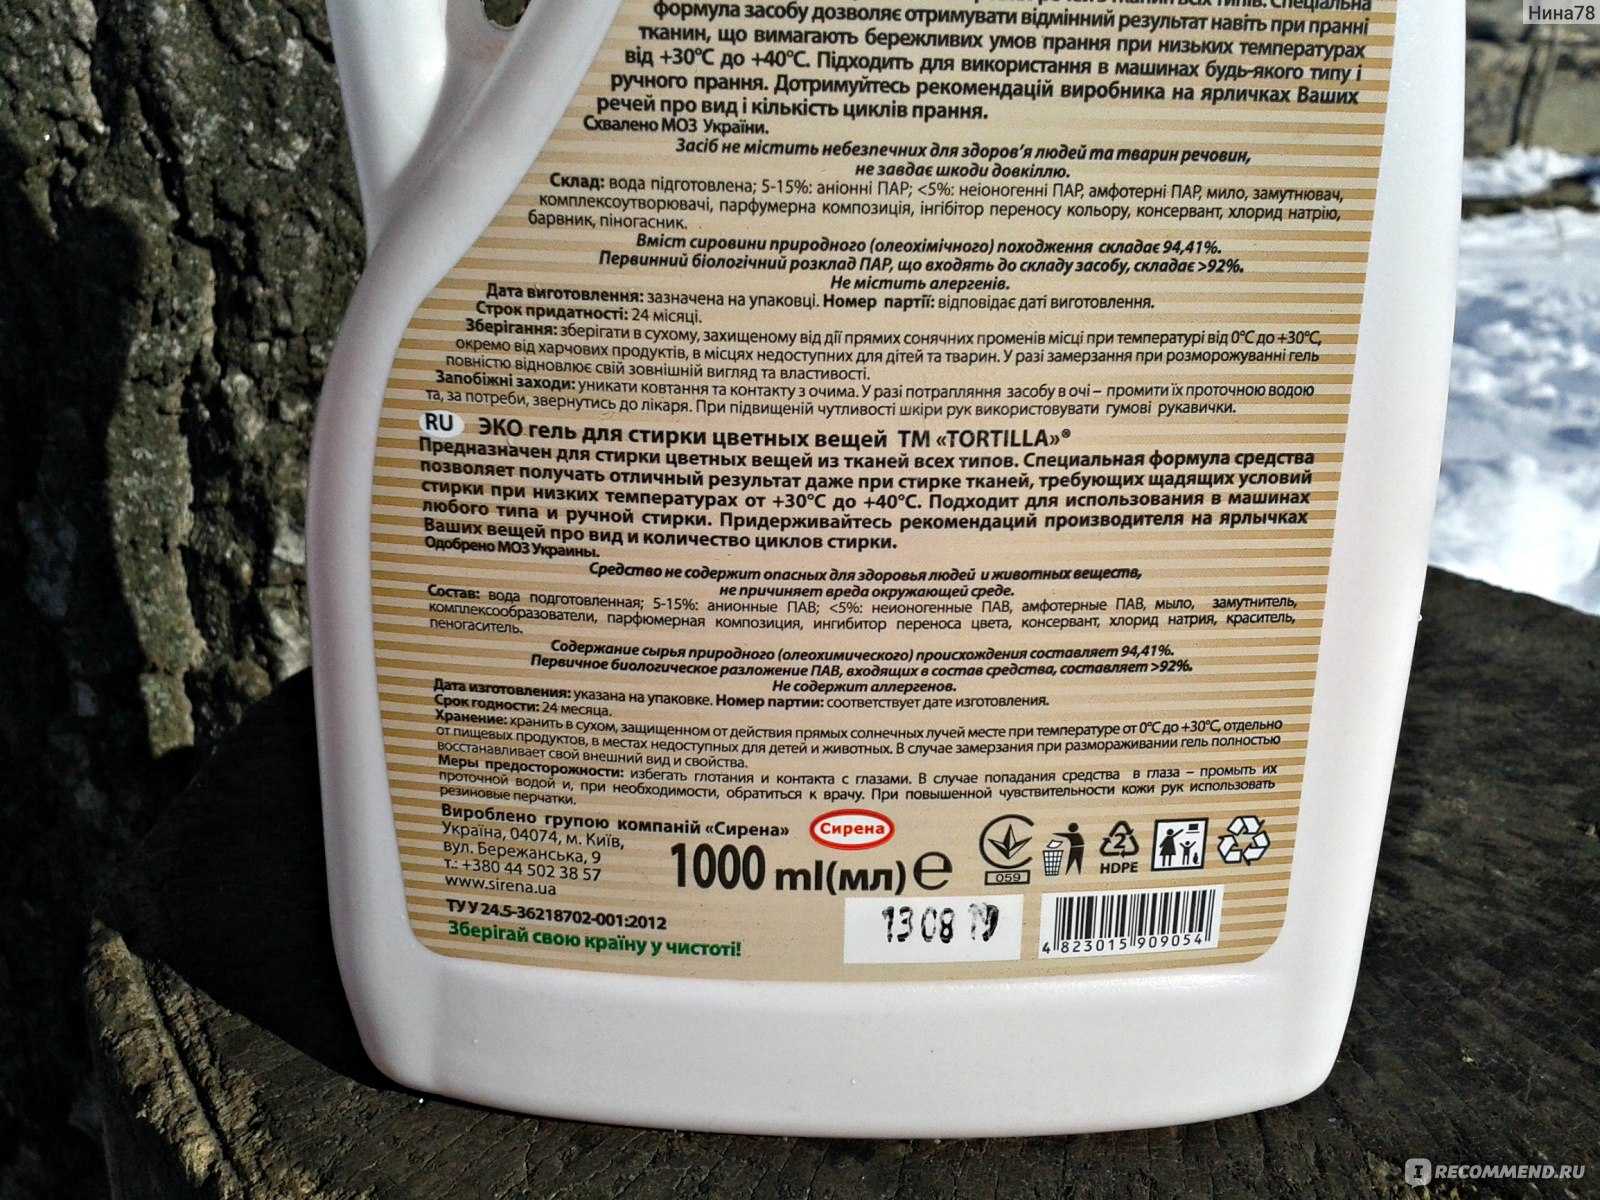 Нина78
речей з тканин всіх типів. Спеціальна
формула засобу дозволяє отримувати відмінний результат навіть при пранні
тканин, що вимагають бережливих умов прання при низьких температурах
від +30°C до +40°C. Підходить для використання в машинах будь-якого типу і
ручного прання. Дотримуйтесь рекомендацій виробника на ярличках Ваших
речей про вид і кількість циклів прання.
Схвалено МОЗ України.
Засіб не містить небезпечних для здоров'я людей та тварин речовин,
не завдає шкоди довкіллю.
Склад: вода підготовлена; 5-15%: аніонні ПАР; <5%: неіоногенні ПАР, амфотерні ПАР, мило, замутнювач,
комплексоутворювачі, парфумерна композиція, інгібітор переносу кольору, консервант, хлорид натрію,
барвник, піногасник.
Вміст сировини природного (олеохімічного) походження складає 94,41%.
Первинний біологічний розклад ПАР, що входять до складу засобу, складає >92%.
Не містить алергенів.
Дата виготовлення: зазначена на упаковці. Номер партії: відповідає даті виготовлення.
Строк придатності: 24 місяці.
Зберігання: зберігати в сухому, захищеному від дії прямих сонячних променів місці при температурі від 0°C до +30°C,
окремо від харчових продуктів, в місцях недоступних для дітей та тварин. У разі замерзання при розморожуванні гель
повністю відновлює свій зовнішній вигляд та властивості.
Запобіжні заходи: уникати ковтання та контакту з очима. У разі потрапляння засобу в очі – промити їх проточною водою
та, за потреби, звернутись до лікаря. При підвищеній чутливості шкіри рук використовувати гумові рукавички.
RU ЭКО гель для стирки цветных вещей ТМ «TORTILLA»®
Предназначен для стирки цветных вещей из тканей всех типов. Специальная формула средства
позволяет получать отличный результат даже при стирке тканей, требующих щадящих условий
стирки при низких температурах от +30°C до +40°C. Подходит для использования в машинах
любого типа и ручной стирки. Придерживайтесь рекомендаций производителя на ярлычках
Ваших вещей про вид и количество циклов стирки.
Одобрено МОЗ Украины.
Средство не содержит опасных для здоровья людей и животных веществ,
не причиняет вреда окружающей среде.
Состав: вода подготовленная; 5-15%: анионные ПАВ; <5%: неионогенные ПАВ, амфотерные ПАВ, мыло, замутнитель,
комплексообразователи, парфюмерная композиция, ингибитор переноса цвета, консервант, хлорид натрия, краситель,
пеногаситель.
Содержание сырья природного (олеохимического) происхождения составляет 94,41%.
Первичное биологическое разложение ПАВ, входящих в состав средства, составляет >92%.
Не содержит аллергенов.
Дата изготовления: указана на упаковке. Номер партии: соответствует дате изготовления.
Срок годности: 24 месяца.
Хранение: хранить в сухом, защищенном от действия прямых солнечных лучей месте при температуре от 0°C до +30°C, отдельно
от пищевых продуктов, в местах недоступных для детей и животных. В случае замерзания при размораживании гель полностью
восстанавливает свой внешний вид и свойства.
Меры предосторожности: избегать глотания и контакта с глазами. В случае попадания средства в глаза – промыть их
проточной водой и, при необходимости, обратиться к врачу. При повышенной чувствительности кожи рук использовать
резиновые перчатки.
Вироблено групою компаній «Сирена»
Україна, 04074, м. Київ,
вул. Бережанська, 9
т.: +380 44 502 38 57
www.sirena.ua
Сирена
1000 ml(мл) e
059
2
HDPE
ТУ У 24.5-36218702-001:2012
Зберігай свою країну у чистоті!
13 08 19
4 823015 909054
IRECOMMEND.RU